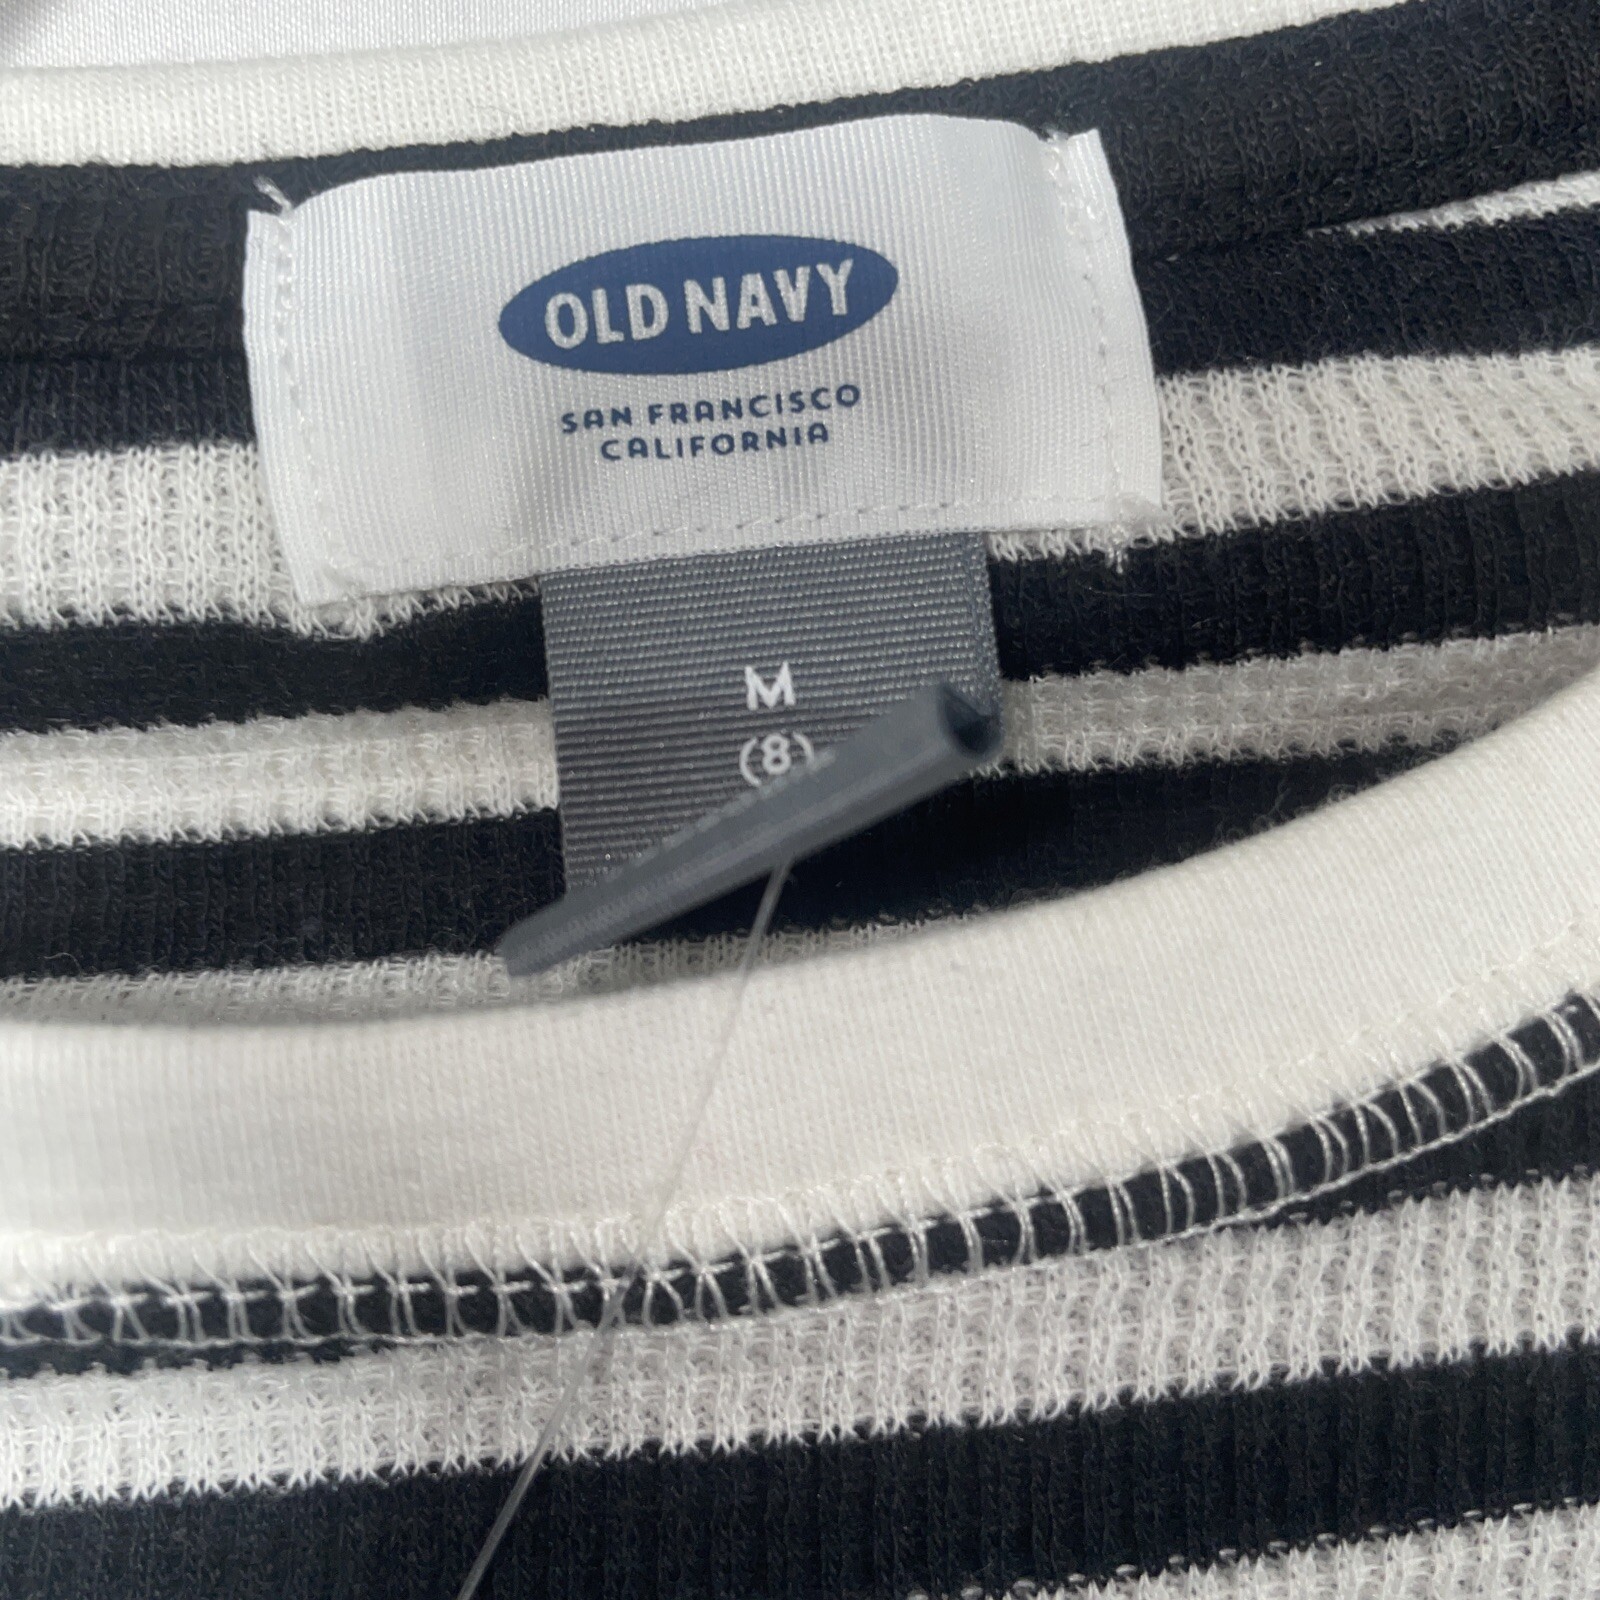 OLD NAVY
SAN FRANCISCO
CALIFORNIA
M
(8)